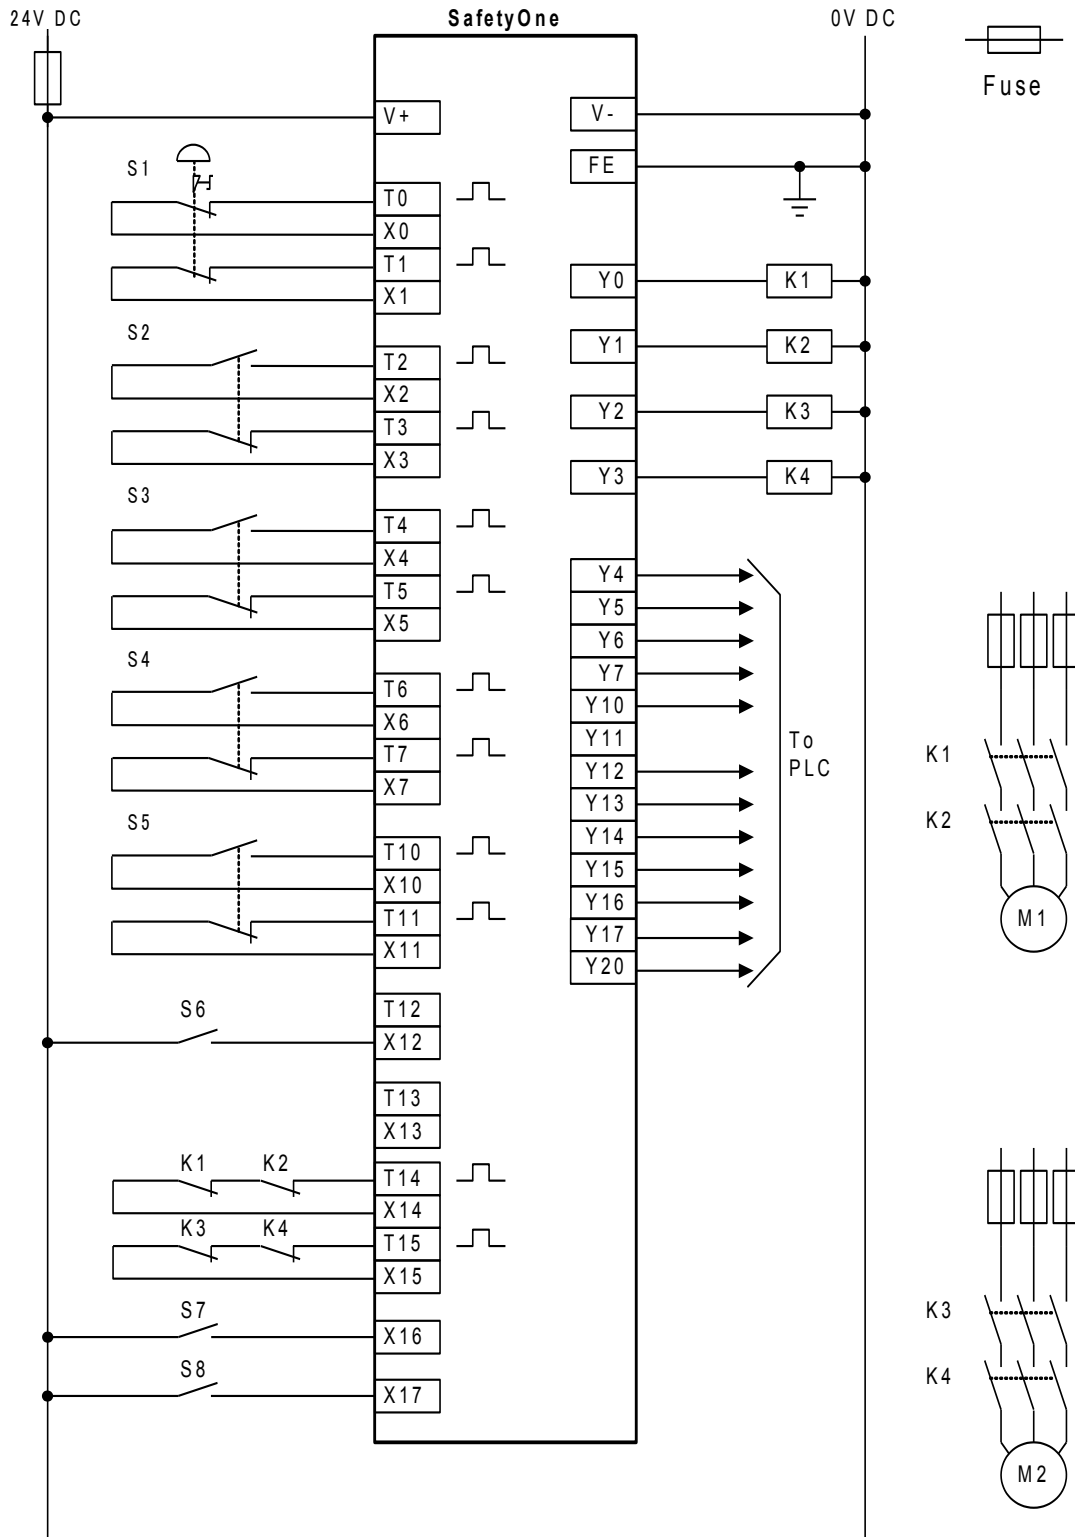 24V DC
SafetyOne
0V DC
Fuse
V+
V-
FE
S1
T0
X0
T1
X1
Y0
K1
S2
Y1
K2
T2
X2
Y2
K3
T3
X3
Y3
K4
S3
T4
X4
T5
X5
Y4
Y5
Y6
S4
Y7
T6
X6
Y10
T7
X7
Y11
Y12
To
PLC
K1
Y13
S5
K2
Y14
T10
X10
Y15
T11
X11
Y16
M1
Y17
Y20
S6
T12
X12
T13
X13
K1 K2
T14
X14
K3 K4
T15
X15
S7
X16
K3
S8
X17
K4
M2